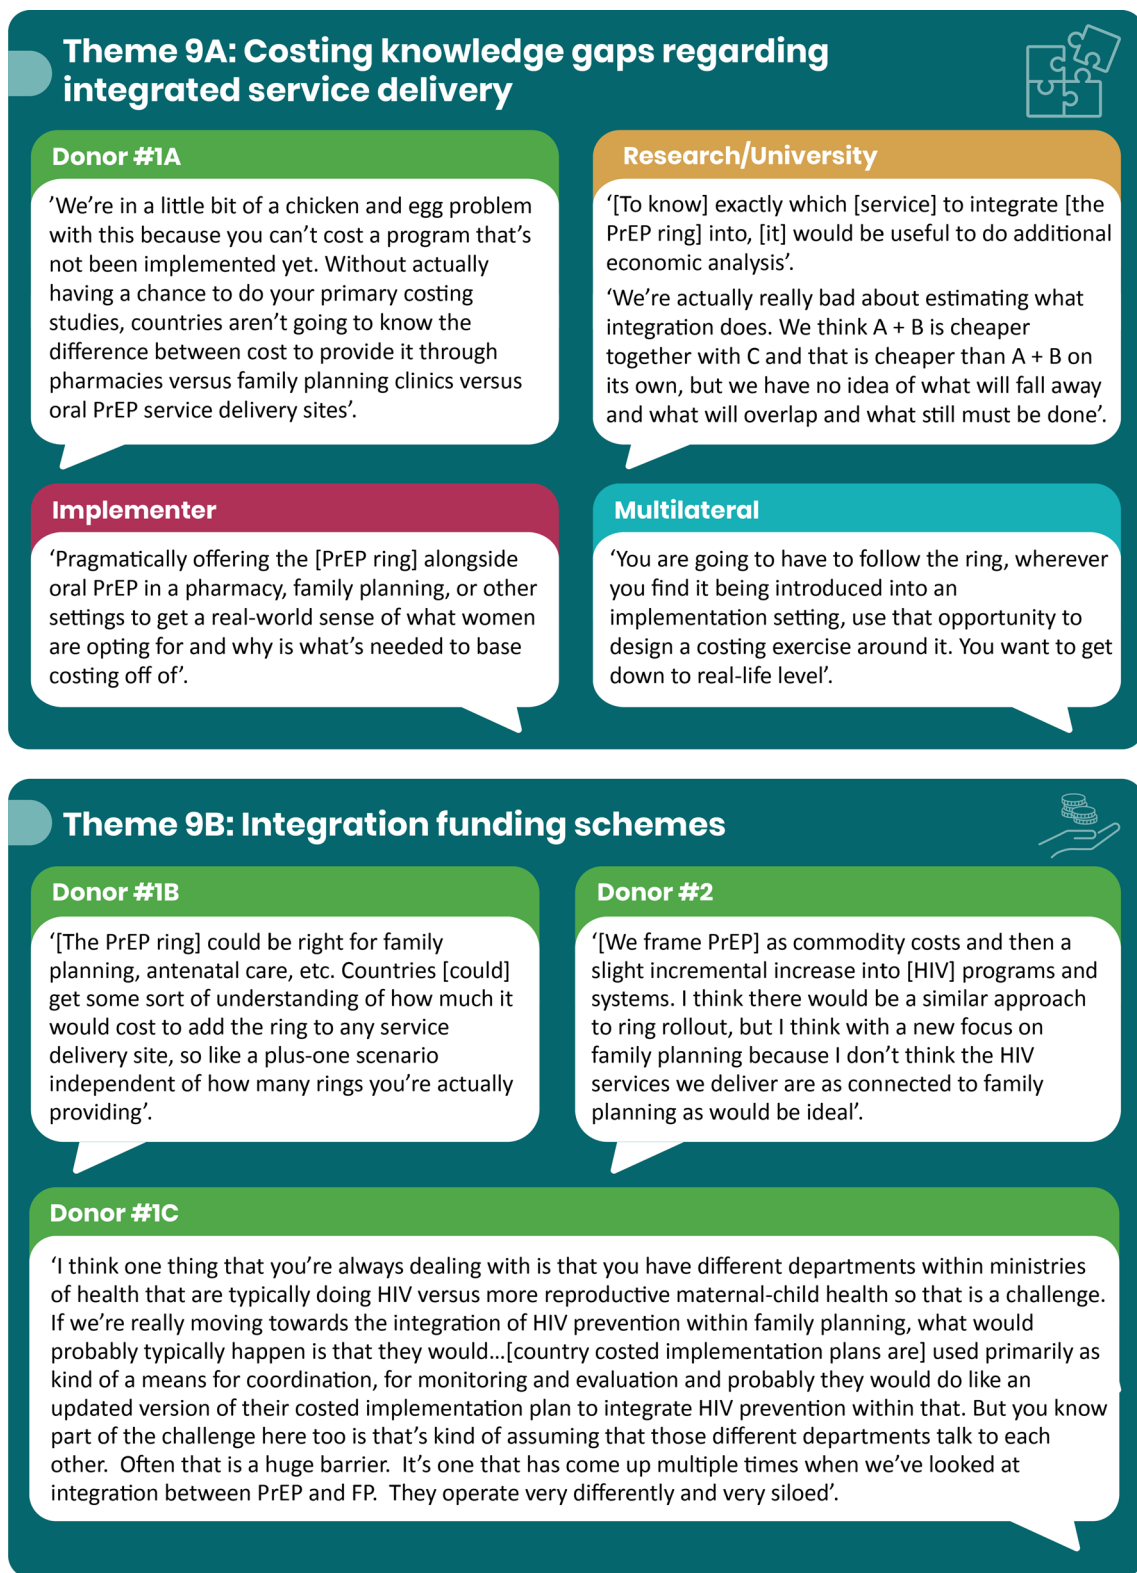 Theme 9A: Costing knowledge gaps regarding
integrated service delivery
Donor #1A
’We’re in a little bit of a chicken and egg problem
with this because you can’t cost a program that’s
not been implemented yet. Without actually
having a chance to do your primary costing
studies, countries aren’t going to know the
difference between cost to provide it through
pharmacies versus family planning clinics versus
oral PrEP service delivery sites’.
Research/University
‘[To know] exactly which [service] to integrate [the
PrEP ring] into, [it] would be useful to do additional
economic analysis’.
‘We’re actually really bad about estimating what
integration does. We think A + B is cheaper
together with C and that is cheaper than A + B on
its own, but we have no idea of what will fall away
and what will overlap and what still must be done’.
Implementer
‘Pragmatically offering the [PrEP ring] alongside
oral PrEP in a pharmacy, family planning, or other
settings to get a real-world sense of what women
are opting for and why is what’s needed to base
costing off of’.
Multilateral
‘You are going to have to follow the ring, wherever
you find it being introduced into an
implementation setting, use that opportunity to
design a costing exercise around it. You want to get
down to real-life level’.
Theme 9B: Integration funding schemes
Donor #1B
‘[The PrEP ring] could be right for family
planning, antenatal care, etc. Countries [could]
get some sort of understanding of how much it
would cost to add the ring to any service
delivery site, so like a plus-one scenario
independent of how many rings you’re actually
providing’.
Donor #2
‘[We frame PrEP] as commodity costs and then a
slight incremental increase into [HIV] programs and
systems. I think there would be a similar approach
to ring rollout, but I think with a new focus on
family planning because I don’t think the HIV
services we deliver are as connected to family
planning as would be ideal’.
Donor #1C
‘I think one thing that you’re always dealing with is that you have different departments within ministries
of health that are typically doing HIV versus more reproductive maternal-child health so that is a challenge.
If we’re really moving towards the integration of HIV prevention within family planning, what would
probably typically happen is that they would...[country costed implementation plans are] used primarily as
kind of a means for coordination, for monitoring and evaluation and probably they would do like an
updated version of their costed implementation plan to integrate HIV prevention within that. But you know
part of the challenge here too is that’s kind of assuming that those different departments talk to each
other.  Often that is a huge barrier.  It’s one that has come up multiple times when we’ve looked at
integration between PrEP and FP.  They operate very differently and very siloed’.